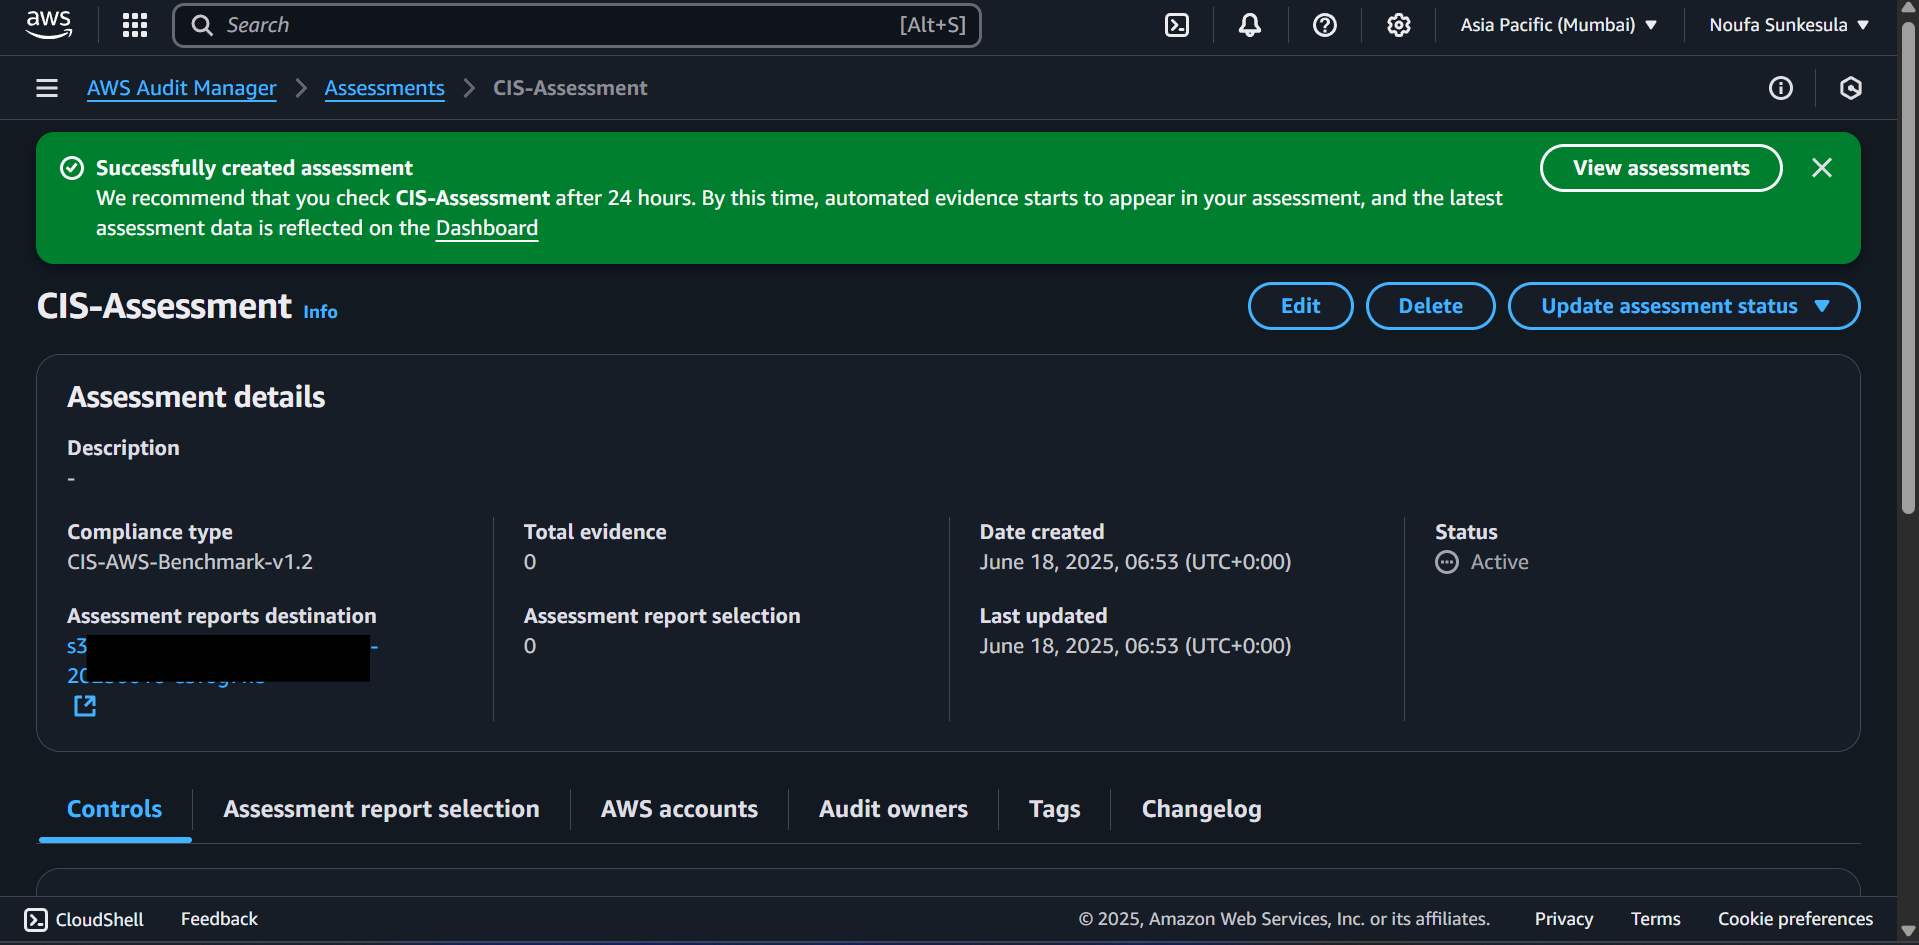 aws
Search [Alt+S]
Asia Pacific (Mumbai)
Noufa Sunkesula
AWS Audit Manager
Assessments
CIS-Assessment
Successfully created assessment
We recommend that you check CIS-Assessment after 24 hours. By this time, automated evidence starts to appear in your assessment, and the latest
assessment data is reflected on the Dashboard
View assessments
CIS-Assessment Info
Edit
Delete
Update assessment status
Assessment details
Description
-
Compliance type
CIS-AWS-Benchmark-v1.2
Assessment reports destination
s3
Total evidence
0
Assessment report selection
0
Date created
June 18, 2025, 06:53 (UTC+0:00)
Last updated
June 18, 2025, 06:53 (UTC+0:00)
Status
Active
Controls
Assessment report selection
AWS accounts
Audit owners
Tags
Changelog
CloudShell
Feedback
© 2025, Amazon Web Services, Inc. or its affiliates.
Privacy
Terms
Cookie preferences